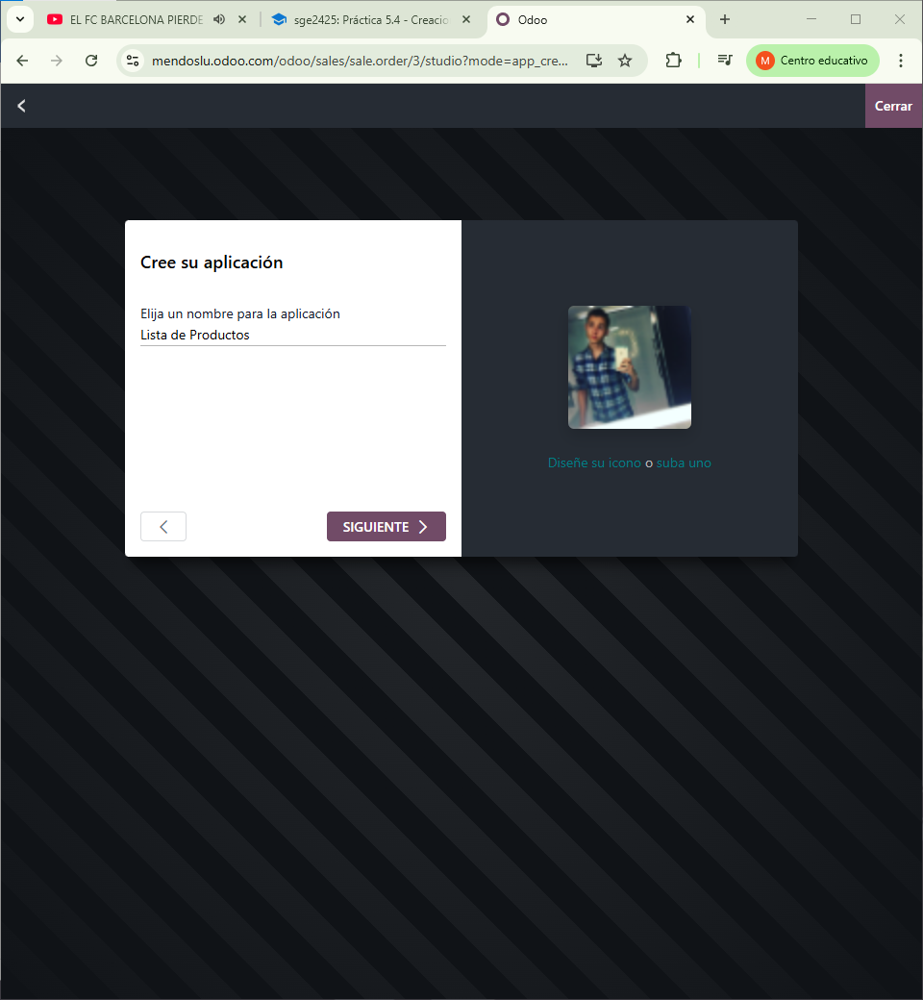 EL FC BARCELONA PIERDE
sge2425: Práctica 5.4 - Creacio
Odoo
mendoslu.odoo.com/odoo/sales/sale.order/3/studio?mode=app_cre...
M Centro educativo
Cerrar
Cree su aplicación
Elija un nombre para la aplicación
Lista de Productos
Diseñe su icono o suba uno
SIGUIENTE